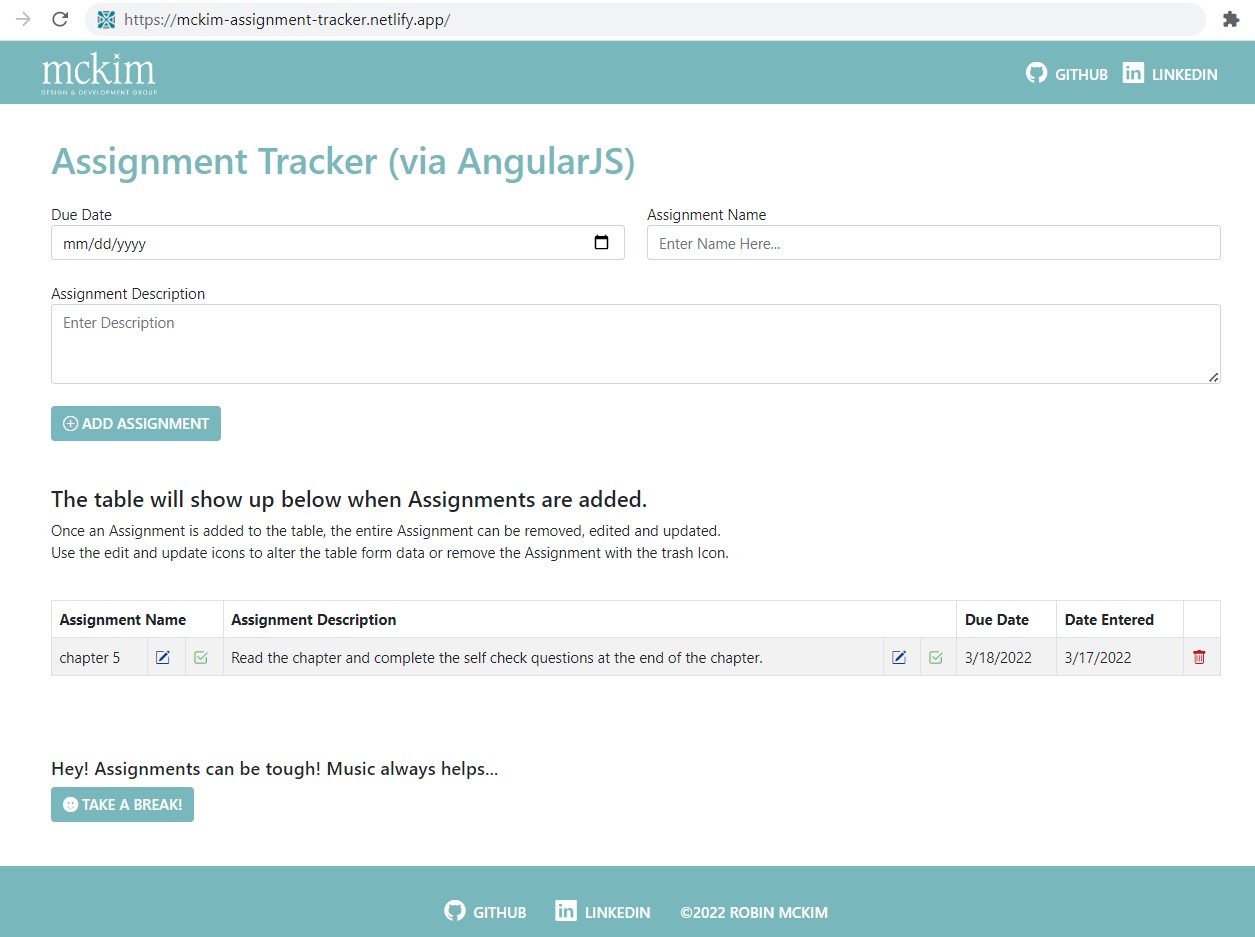 https://mckim-assignment-tracker.netlify.app/
mckim
DESIGN & DEVELOPMENT GROUP
GITHUB LINKEDIN
Assignment Tracker (via AngularJS)
Due Date Assignment Name
mm/dd/yyyy Enter Name Here...
Assignment Description
Enter Description
ADD ASSIGNMENT
The table will show up below when Assignments are added.
Once an Assignment is added to the table, the entire Assignment can be removed, edited and updated.
Use the edit and update icons to alter the table form data or remove the Assignment with the trash Icon.
Assignment Name Assignment Description Due Date Date Entered
chapter 5 Read the chapter and complete the self check questions at the end of the chapter. 3/18/2022 3/17/2022
Hey! Assignments can be tough! Music always helps...
TAKE A BREAK!
GITHUB LINKEDIN ©2022 ROBIN MCKIM